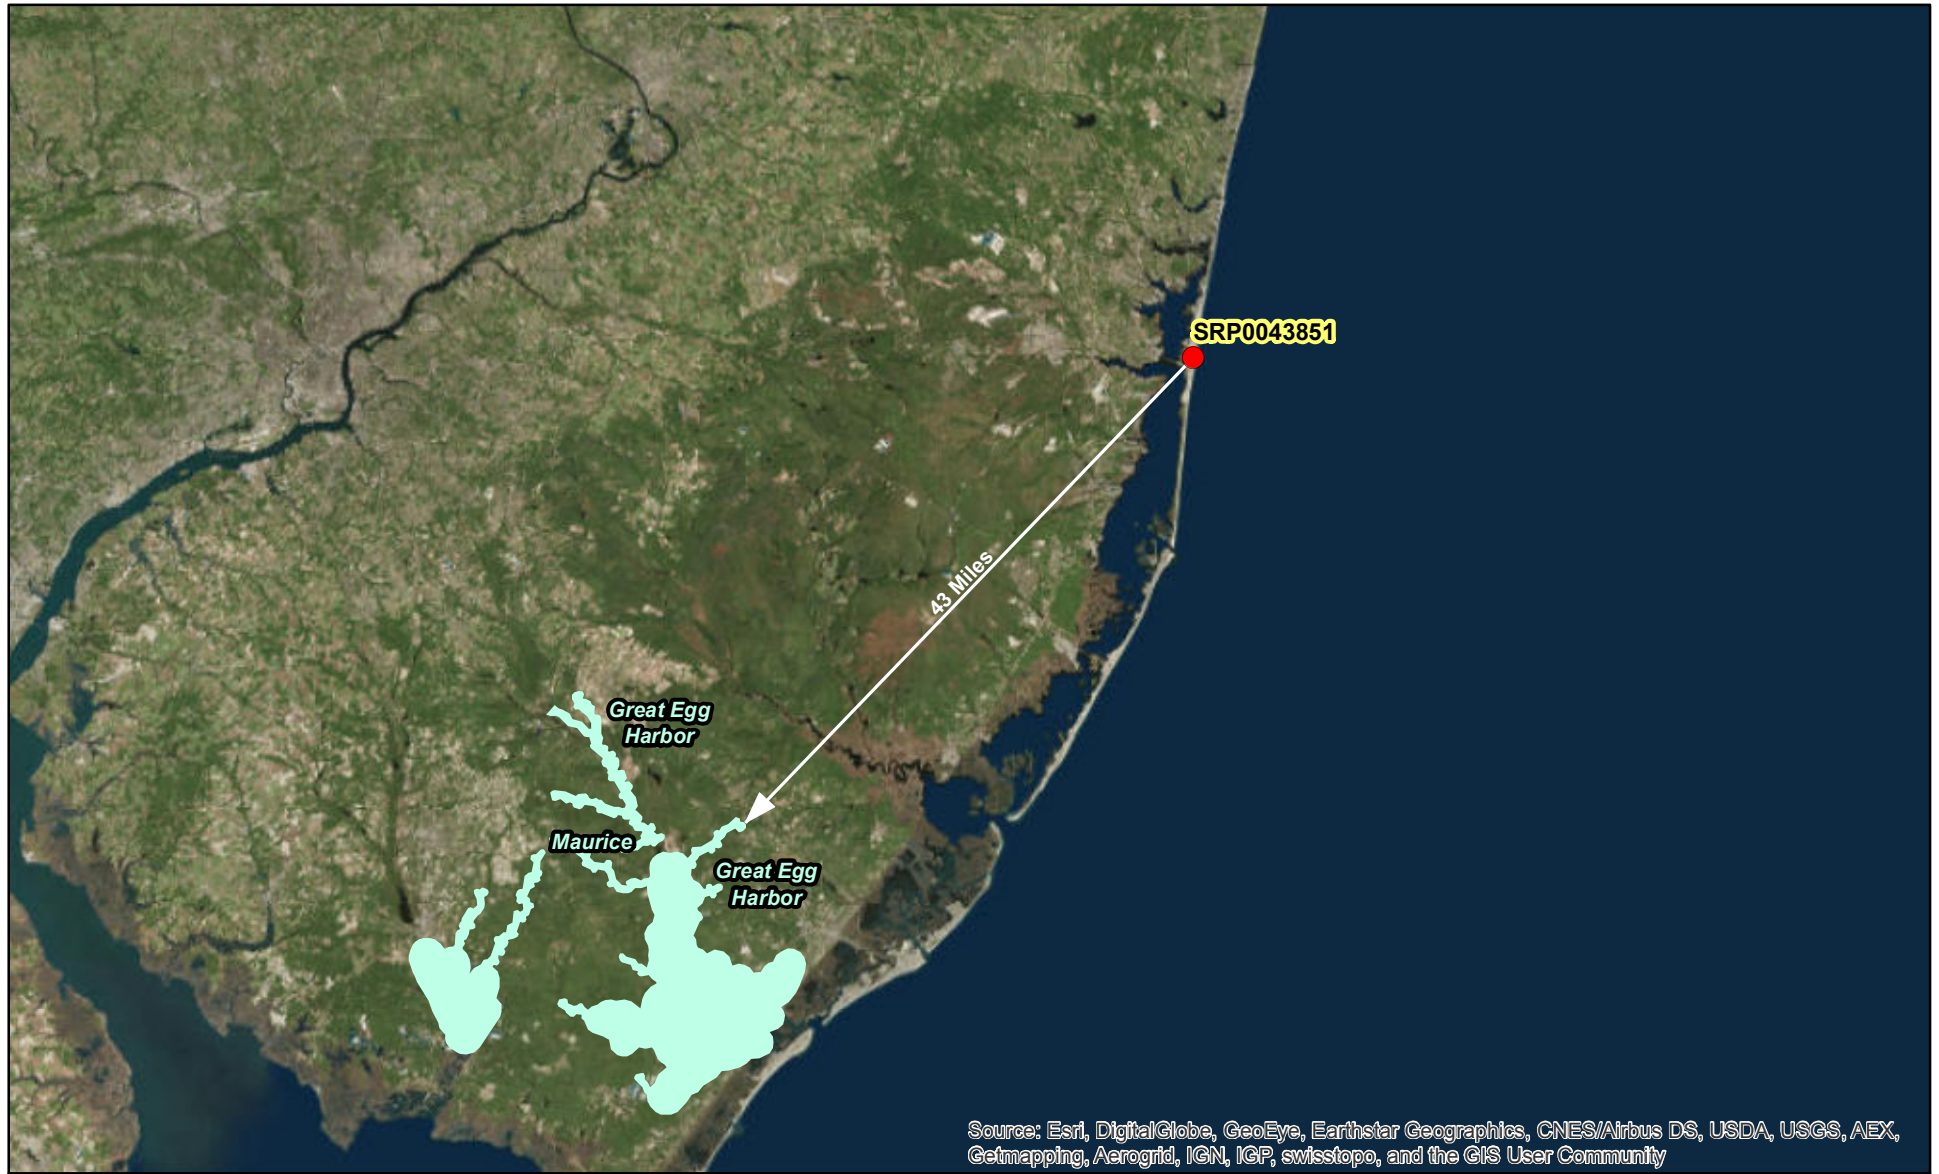 SRP0043851
43 Miles
Great Egg
Harbor
Maurice
Great Egg
Harbor
Source: Esri, DigitalGlobe, GeoEye, Earthstar Geographics, CNES/Airbus DS, USDA, USGS, AEX,
Getmapping, Aerogrid, IGN, IGP, swisstopo, and the GIS User Community